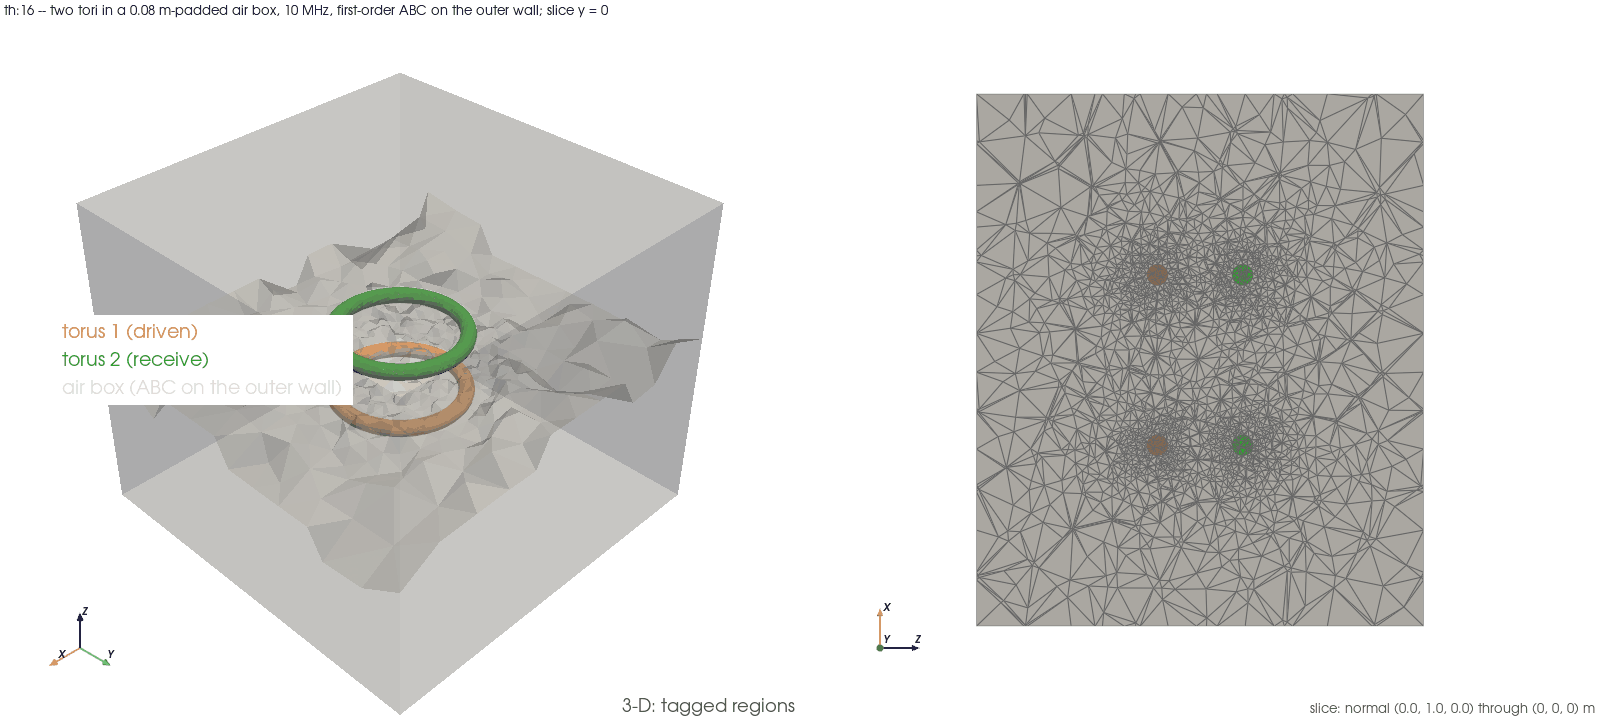 th:16 -- two tori in a 0.08 m-padded air box, 10 MHz, first-order ABC on the outer wall; slice y = 0
torus 1 (driven)
torus 2 (receive)
air box (ABC on the outer wall)
Z
X
Y
3-D: tagged regions
X
Y
Z
slice: normal (0.0, 1.0, 0.0) through (0, 0, 0) m